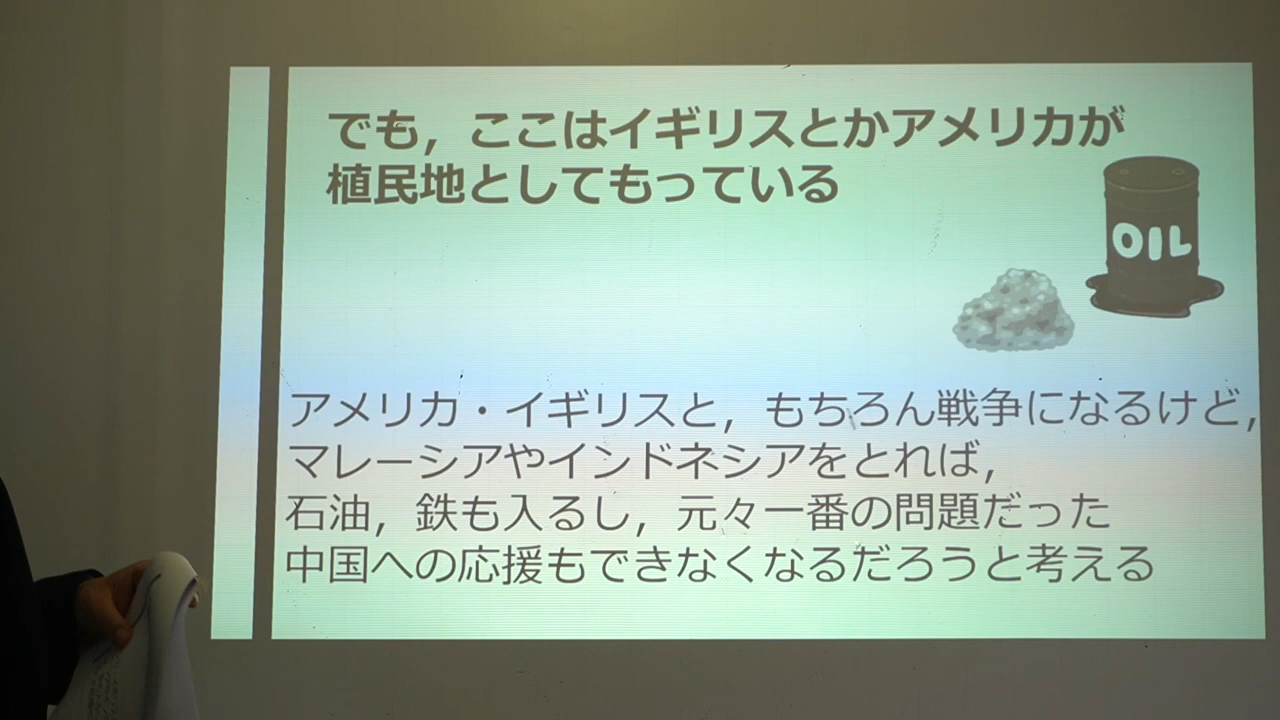 でも，ここはイギリスとかアメリカが
植民地としてもっている
OIL
アメリカ・イギリスと，もちろん戦争になるけど，
マレーシアやインドネシアをとれば，
石油，鉄も入るし，元々一番の問題だった
中国への応援もできなくなるだろうと考える